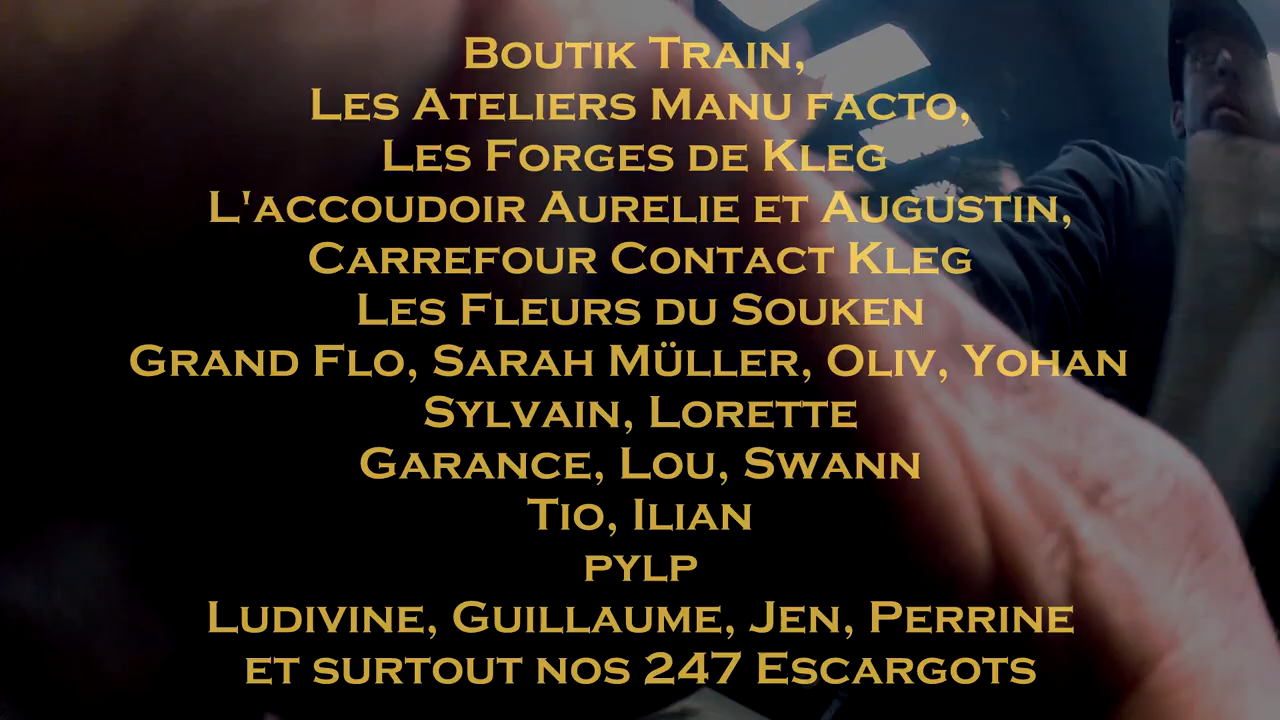 Boutik Train,
Les Ateliers Manu facto,
Les Forges de Kleg
L'accoudoir Aurelie et Augustin,
Carrefour Contact Kleg
Les Fleurs du Souken
Grand Flo, Sarah Müller, Oliv, Yohan
Sylvain, Lorette
Garance, Lou, Swann
Tio, Ilian
pylp
Ludivine, Guillaume, Jen, Perrine
et surtout nos 247 Escargots